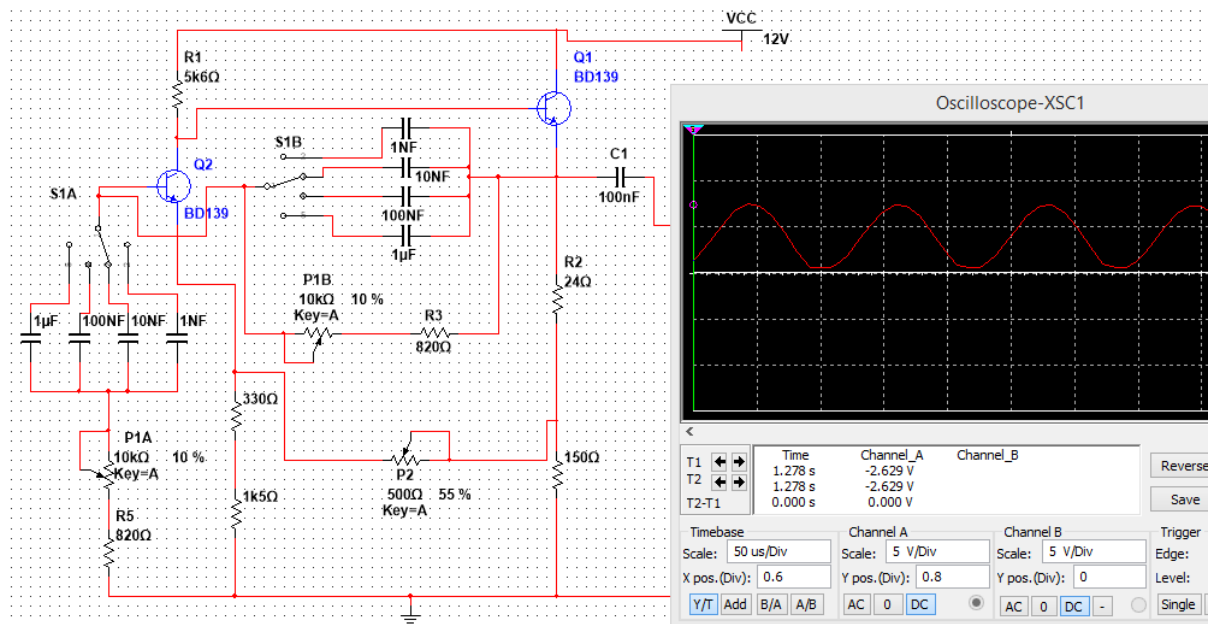 VCC
12V
R1
5k6Ω
Q1
BD139
S1B
1NF
10NF
100NF
1µF
C1
100nF
Q2
BD139
S1A
R2
24Ω
P1B
10kΩ 10 %
Key=A
R3
820Ω
1µF 100NF 10NF 1NF
330Ω
P1A
10kΩ 10 %
Key=A
P2
500Ω 55 %
Key=A
150Ω
1k5Ω
R5
820Ω
Oscilloscope-XSC1
<
Time Channel_A Channel_B
T1 1.278 s -2.629 V
T2 1.278 s -2.629 V
T2-T1 0.000 s 0.000 V
Reverse
Save
Timebase
Scale: 50 us/Div
X pos.(Div): 0.6
Y/T Add B/A A/B
Channel A
Scale: 5 V/Div
Y pos.(Div): 0.8
AC 0 DC
Channel B
Scale: 5 V/Div
Y pos.(Div): 0
AC 0 DC -
Trigger
Edge:
Level:
Single